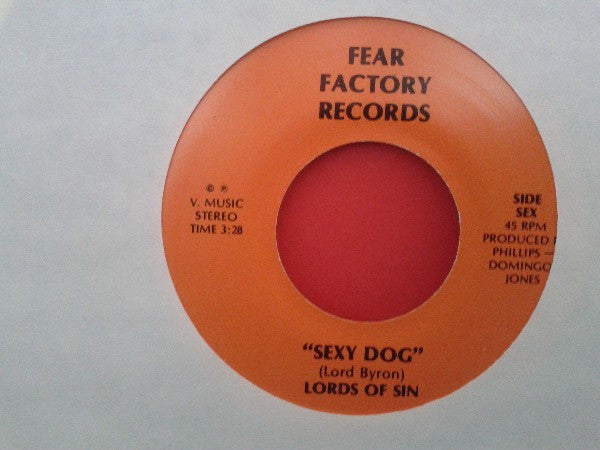 FEAR
FACTORY
RECORDS
© ℗
V. MUSIC
STEREO
TIME 3:28
SIDE
SEX
45 RPM
PRODUCED
PHILLIPS —
DOMINGO
JONES
"SEXY DOG"
(Lord Byron)
LORDS OF SIN